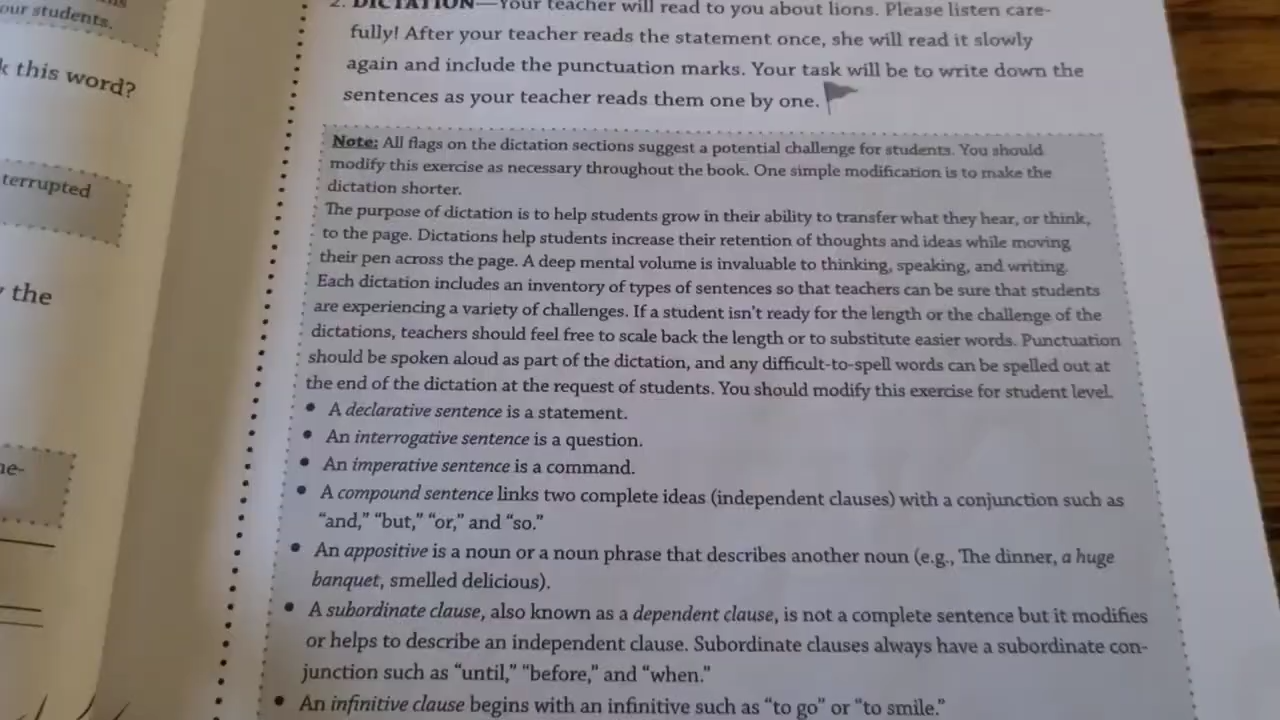 our students.
k this word?
terrupted
the
ne-
2. DICTATION—Your teacher will read to you about lions. Please listen care-
fully! After your teacher reads the statement once, she will read it slowly
again and include the punctuation marks. Your task will be to write down the
sentences as your teacher reads them one by one.
Note: All flags on the dictation sections suggest a potential challenge for students. You should
modify this exercise as necessary throughout the book. One simple modification is to make the
dictation shorter.
The purpose of dictation is to help students grow in their ability to transfer what they hear, or think,
to the page. Dictations help students increase their retention of thoughts and ideas while moving
their pen across the page. A deep mental volume is invaluable to thinking, speaking, and writing.
Each dictation includes an inventory of types of sentences so that teachers can be sure that students
are experiencing a variety of challenges. If a student isn't ready for the length or the challenge of the
dictations, teachers should feel free to scale back the length or to substitute easier words. Punctuation
should be spoken aloud as part of the dictation, and any difficult-to-spell words can be spelled out at
the end of the dictation at the request of students. You should modify this exercise for student level.
• A declarative sentence is a statement.
• An interrogative sentence is a question.
• An imperative sentence is a command.
• A compound sentence links two complete ideas (independent clauses) with a conjunction such as
“and,” “but,” “or,” and “so.”
• An appositive is a noun or a noun phrase that describes another noun (e.g., The dinner, a huge
banquet, smelled delicious).
• A subordinate clause, also known as a dependent clause, is not a complete sentence but it modifies
or helps to describe an independent clause. Subordinate clauses always have a subordinate con-
junction such as “until,” “before,” and “when.”
• An infinitive clause begins with an infinitive such as “to go” or “to smile.”